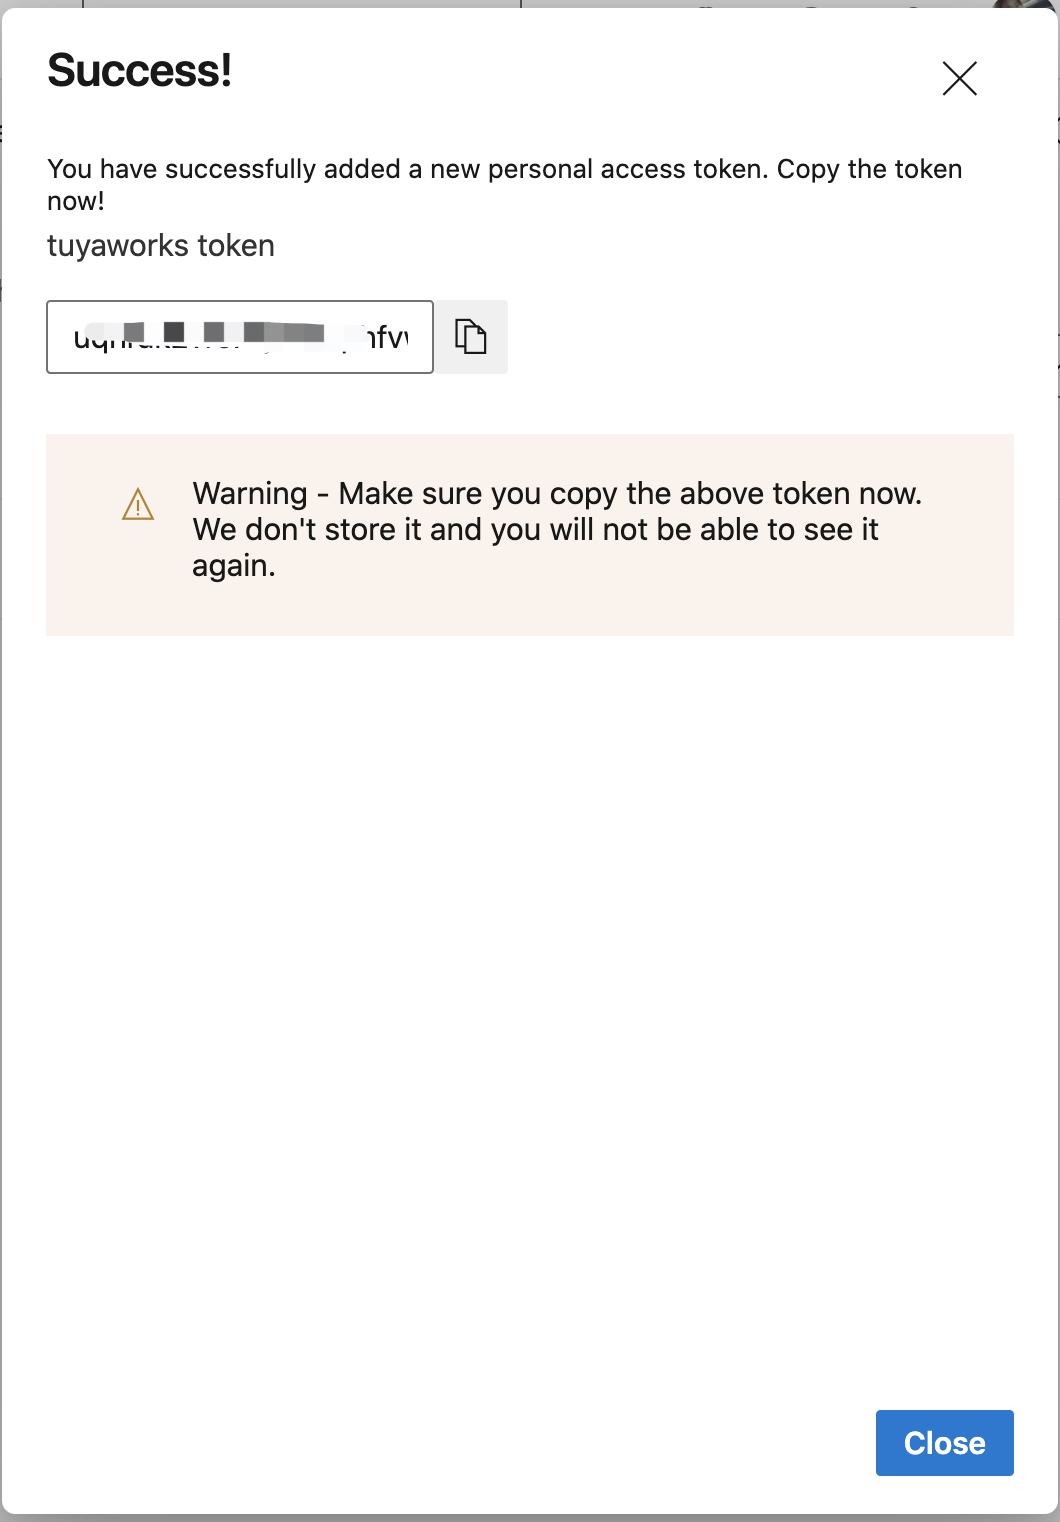 Success!
You have successfully added a new personal access token. Copy the token
now!
tuyaworks token
Warning - Make sure you copy the above token now.
We don't store it and you will not be able to see it
again.
Close